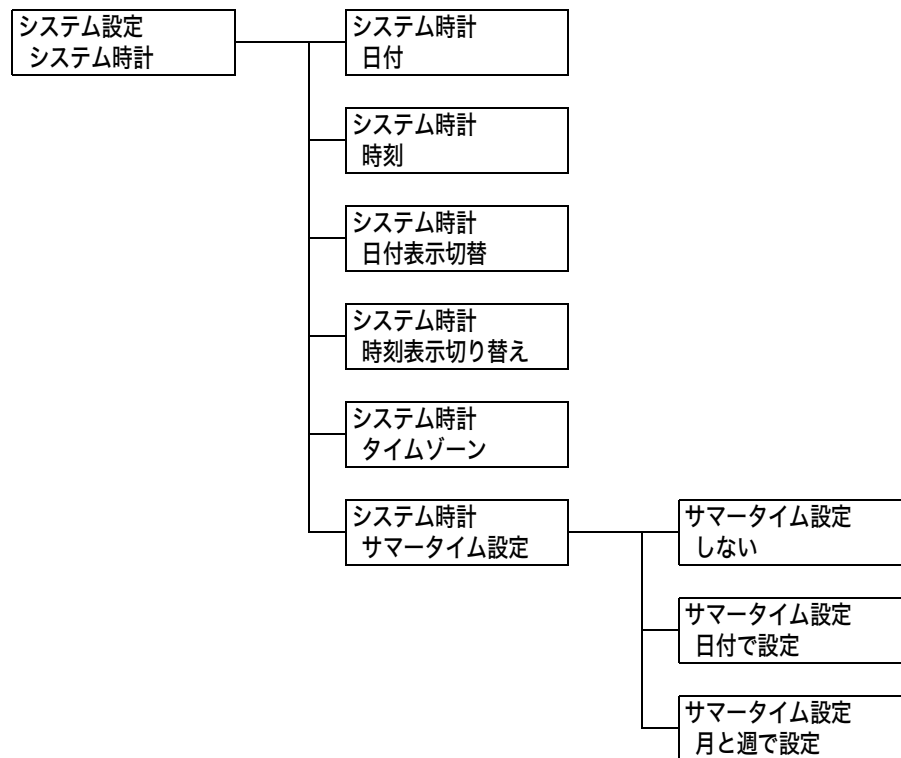 システム設定
システム時計
システム時計
日付
システム時計
時刻
システム時計
日付表示切替
システム時計
時刻表示切り替え
システム時計
タイムゾーン
システム時計
サマータイム設定
サマータイム設定
しない
サマータイム設定
日付で設定
サマータイム設定
月と週で設定